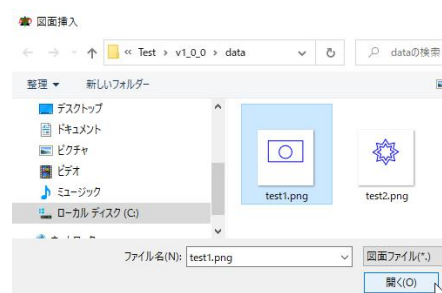 図面挿入
« Test › v1_0_0 › data
dataの検索
整理 新しいフォルダー
デスクトップ
ドキュメント
ピクチャ
ビデオ
ミュージック
ローカル ディスク (C:)
test1.png
test2.png
ファイル名(N): test1.png
図面ファイル(*.)
開く(O)